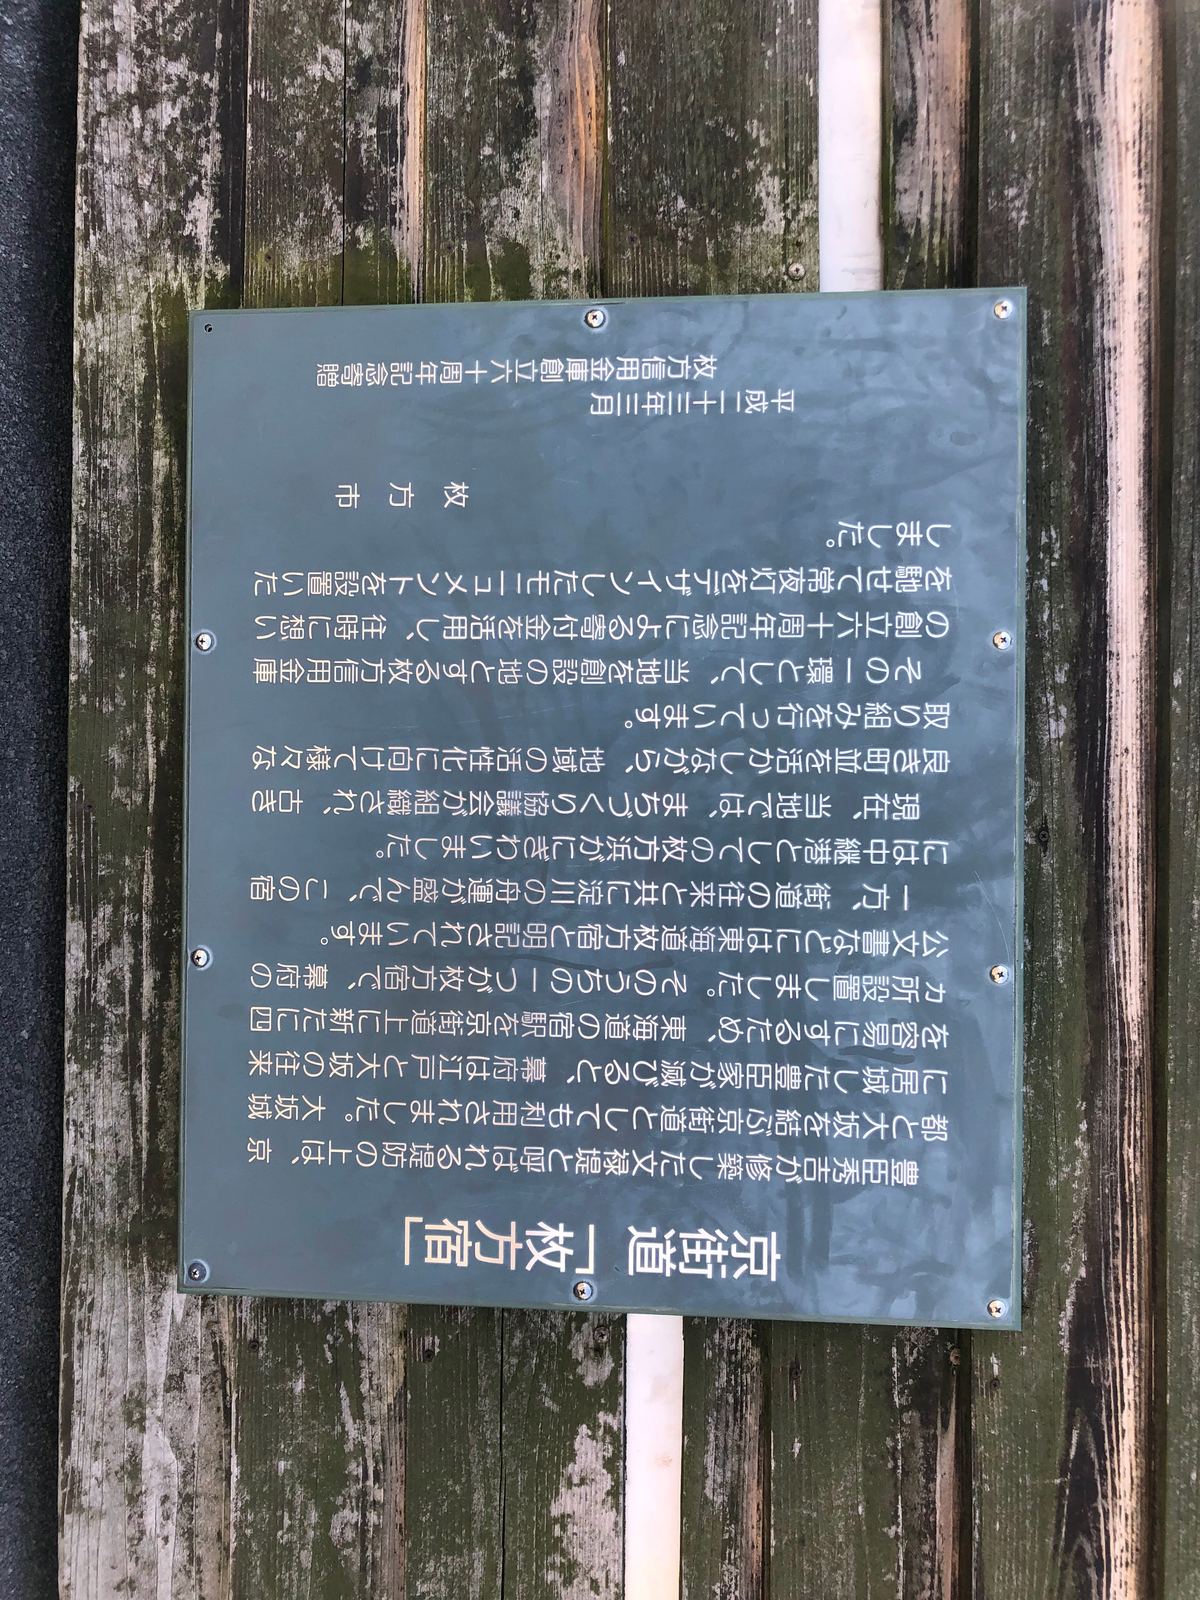 京街道「枚方宿」
豊臣秀吉が修築した文禄堤と呼ばれる堤防の上は、京
都と大坂を結ぶ京街道としても利用されました。大坂城
に居城した豊臣家が滅びると、幕府は江戸と大坂の往来
を容易にするため、東海道の宿駅を京街道上に新たに四
カ所設置しました。そのうちの一つが枚方宿で、幕府の
公文書などには東海道枚方宿と明記されています。
一方、街道の往来と共に淀川の舟運が盛んで、この宿
には中継港としての枚方浜がにぎわいました。
現在、当地では、まちづくり協議会が組織され、古き
良き町並を活かしながら、地域の活性化に向けて様々な
取り組みを行っています。
その一環として、当地を創設の地とする枚方信用金庫
の創立六十周年記念による寄付金を活用し、往時に想い
を馳せて常夜灯をデザインしたモニュメントを設置いた
しました。
枚方市
平成二十三年三月
枚方信用金庫創立六十周年記念寄贈